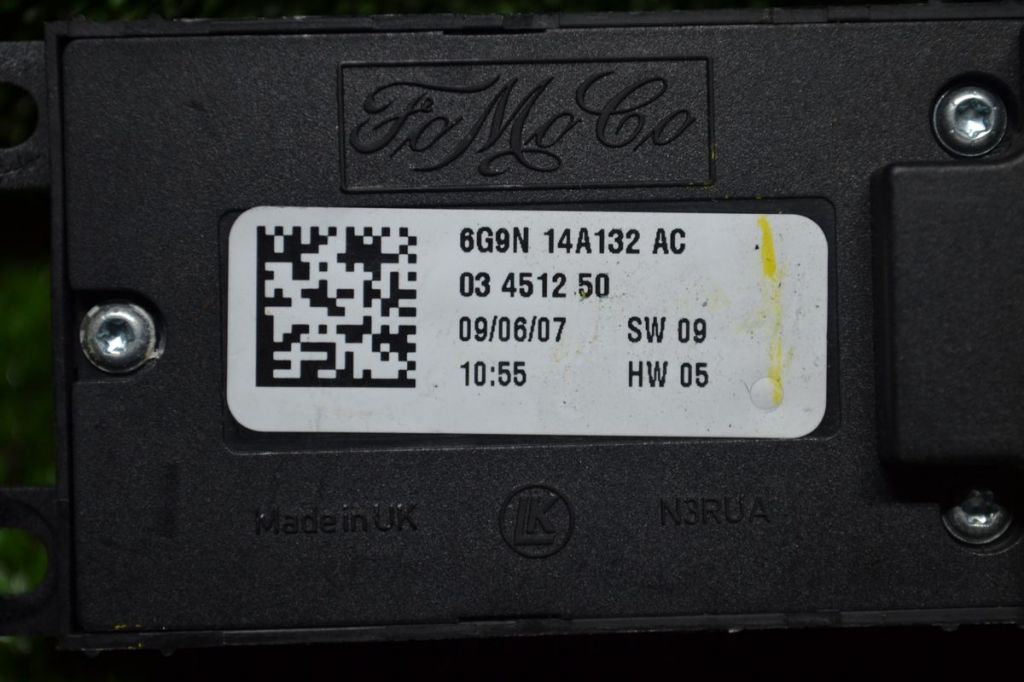 FoMoCo
6G9N 14A132 AC
03 4512 50
09/06/07 SW 09
10:55 HW 05
Made in UK LK N3RUA